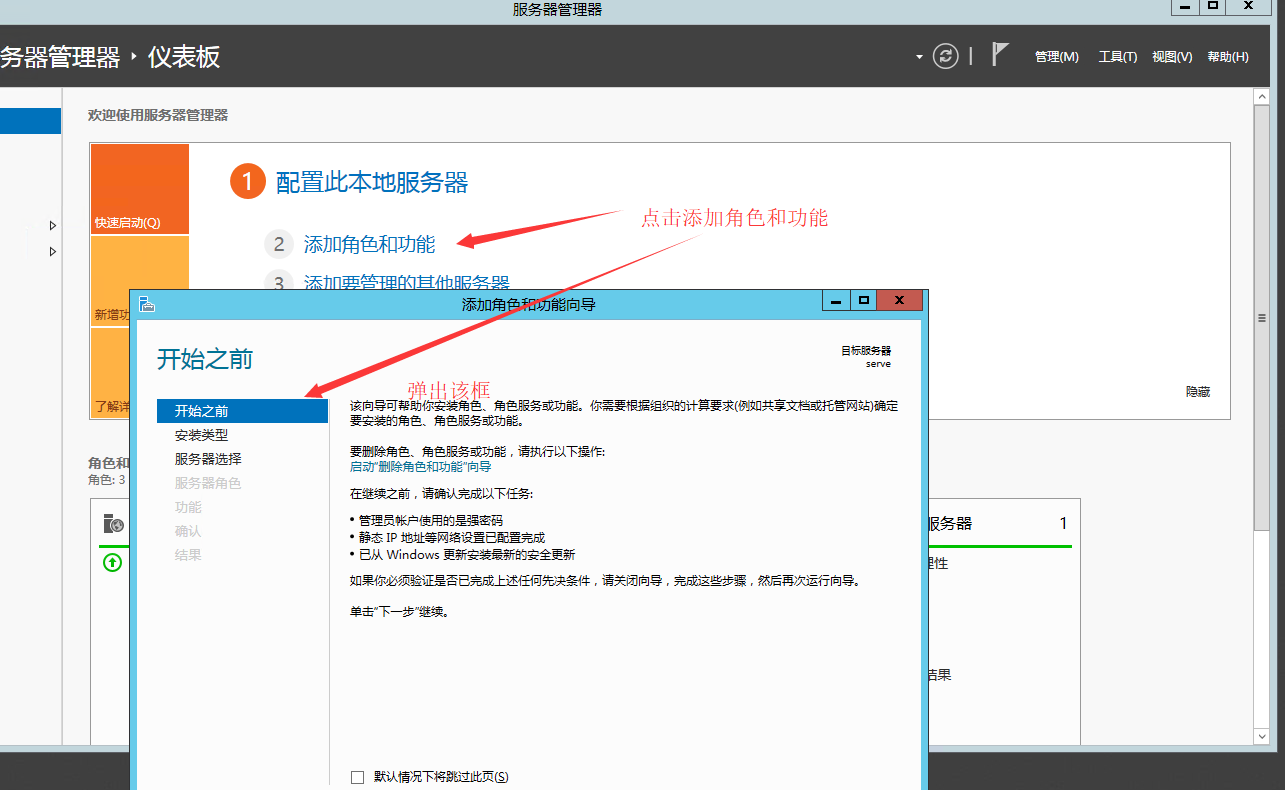 服务器管理器
务器管理器 ‣ 仪表板
管理(M) 工具(T) 视图(V) 帮助(H)
欢迎使用服务器管理器
1 配置此本地服务器
快速启动(Q)
点击添加角色和功能
2 添加角色和功能
3 添加要管理的其他服务器
新增功
了解详
隐藏
角色和
角色: 3
服务器 1
理性
结果
添加角色和功能向导
开始之前
目标服务器
serve
弹出该框
开始之前
安装类型
服务器选择
服务器角色
功能
确认
结果
该向导可帮助你安装角色、角色服务或功能。你需要根据组织的计算要求(例如共享文档或托管网站)确定
要安装的角色、角色服务或功能。
要删除角色、角色服务或功能，请执行以下操作:
启动"删除角色和功能"向导
在继续之前，请确认完成以下任务:
• 管理员帐户使用的是强密码
• 静态 IP 地址等网络设置已配置完成
• 已从 Windows 更新安装最新的安全更新
如果你必须验证是否已完成上述任何先决条件，请关闭向导，完成这些步骤，然后再次运行向导。
单击"下一步"继续。
默认情况下将跳过此页(S)